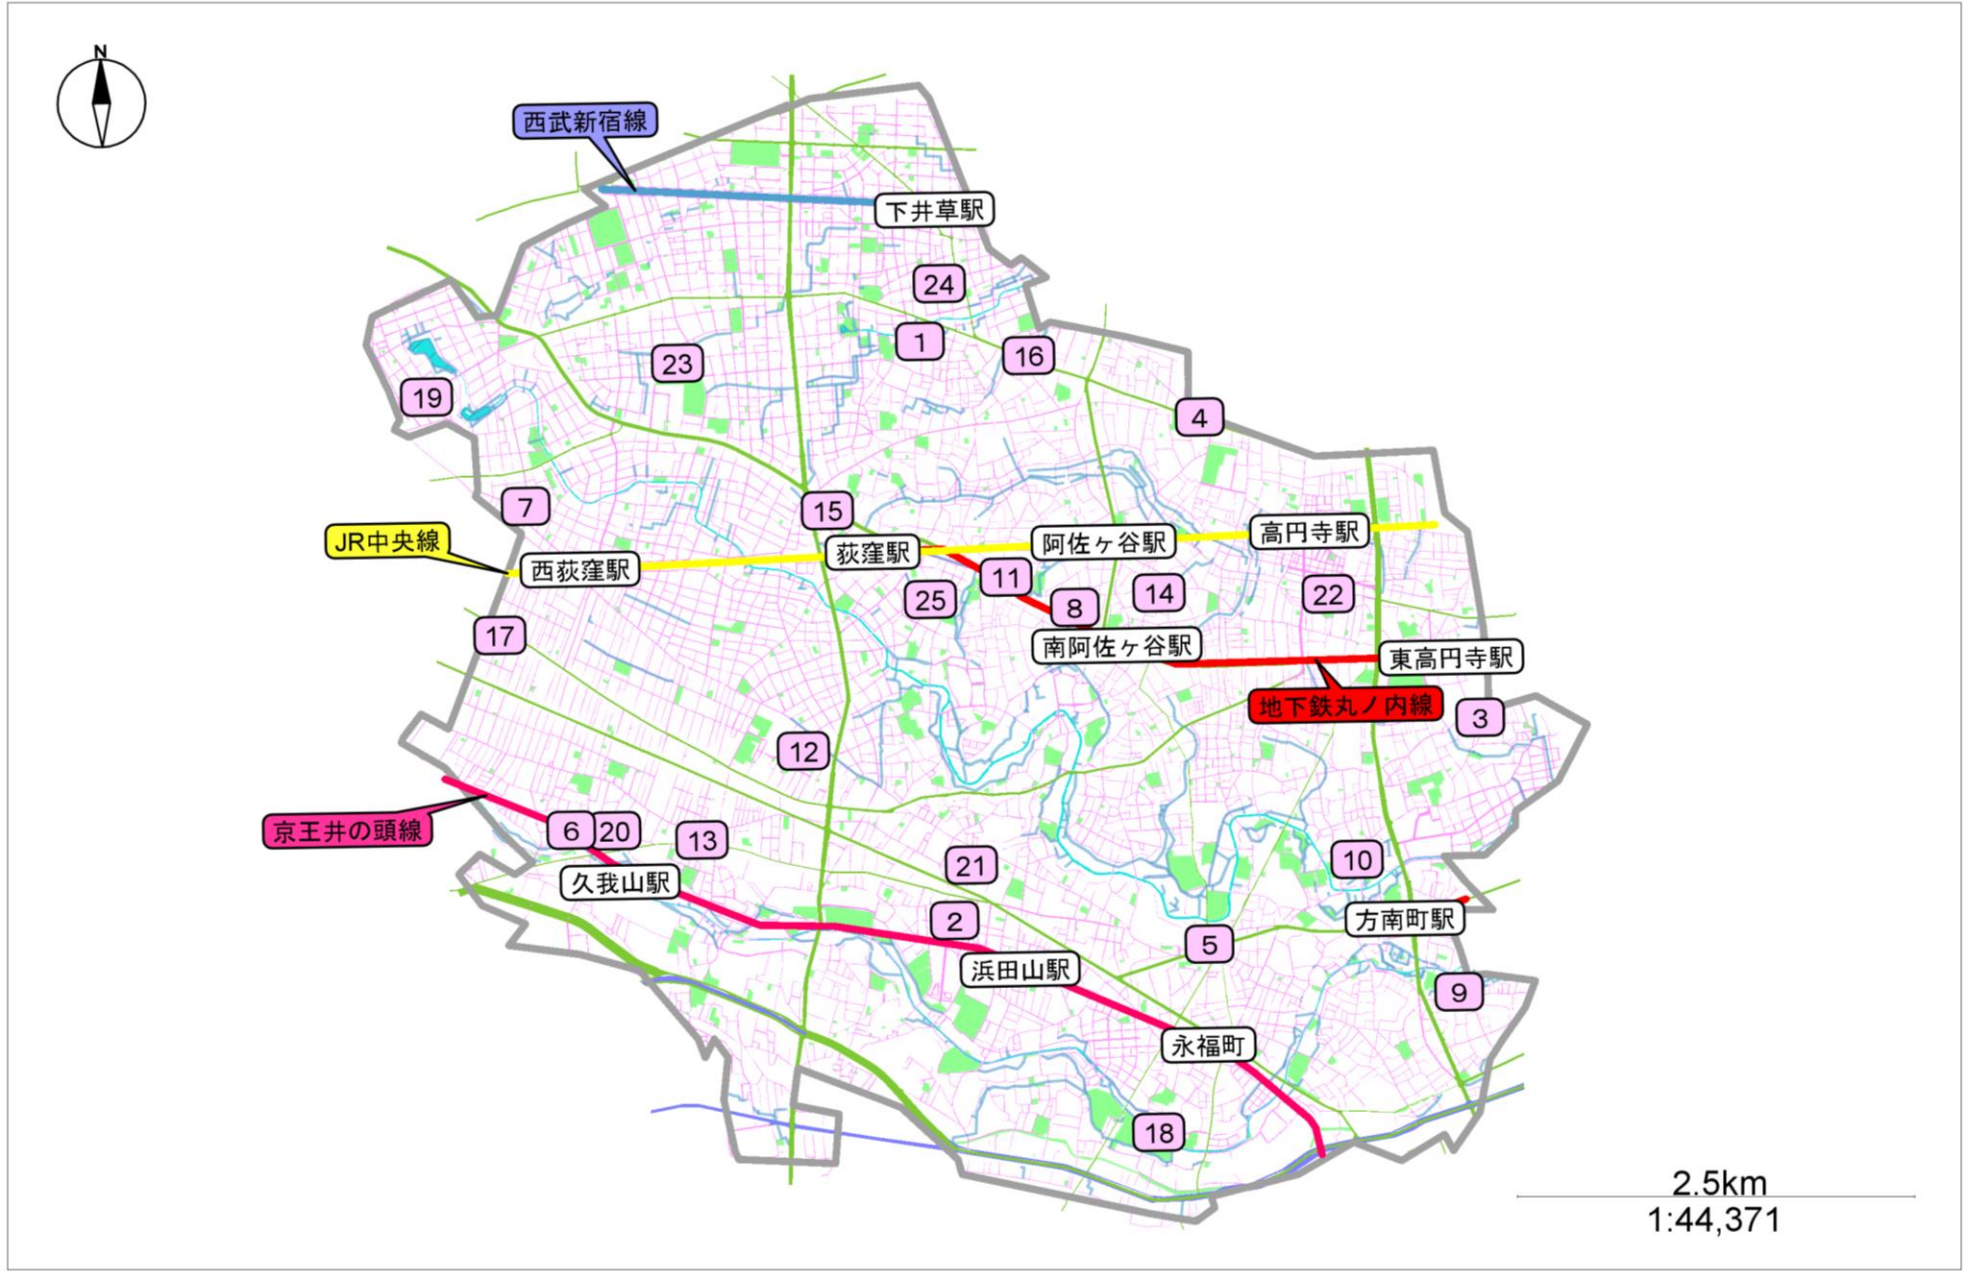 N
西武新宿線
下井草駅
24
1
16
23
19
4
7
15
JR中央線
西荻窪駅
荻窪駅
阿佐ヶ谷駅
高円寺駅
11
25
8
14
22
17
南阿佐ヶ谷駅
東高円寺駅
地下鉄丸ノ内線
3
12
京王井の頭線
6
20
13
21
10
久我山駅
2
方南町駅
5
浜田山駅
9
永福町
18
2.5km
1:44,371